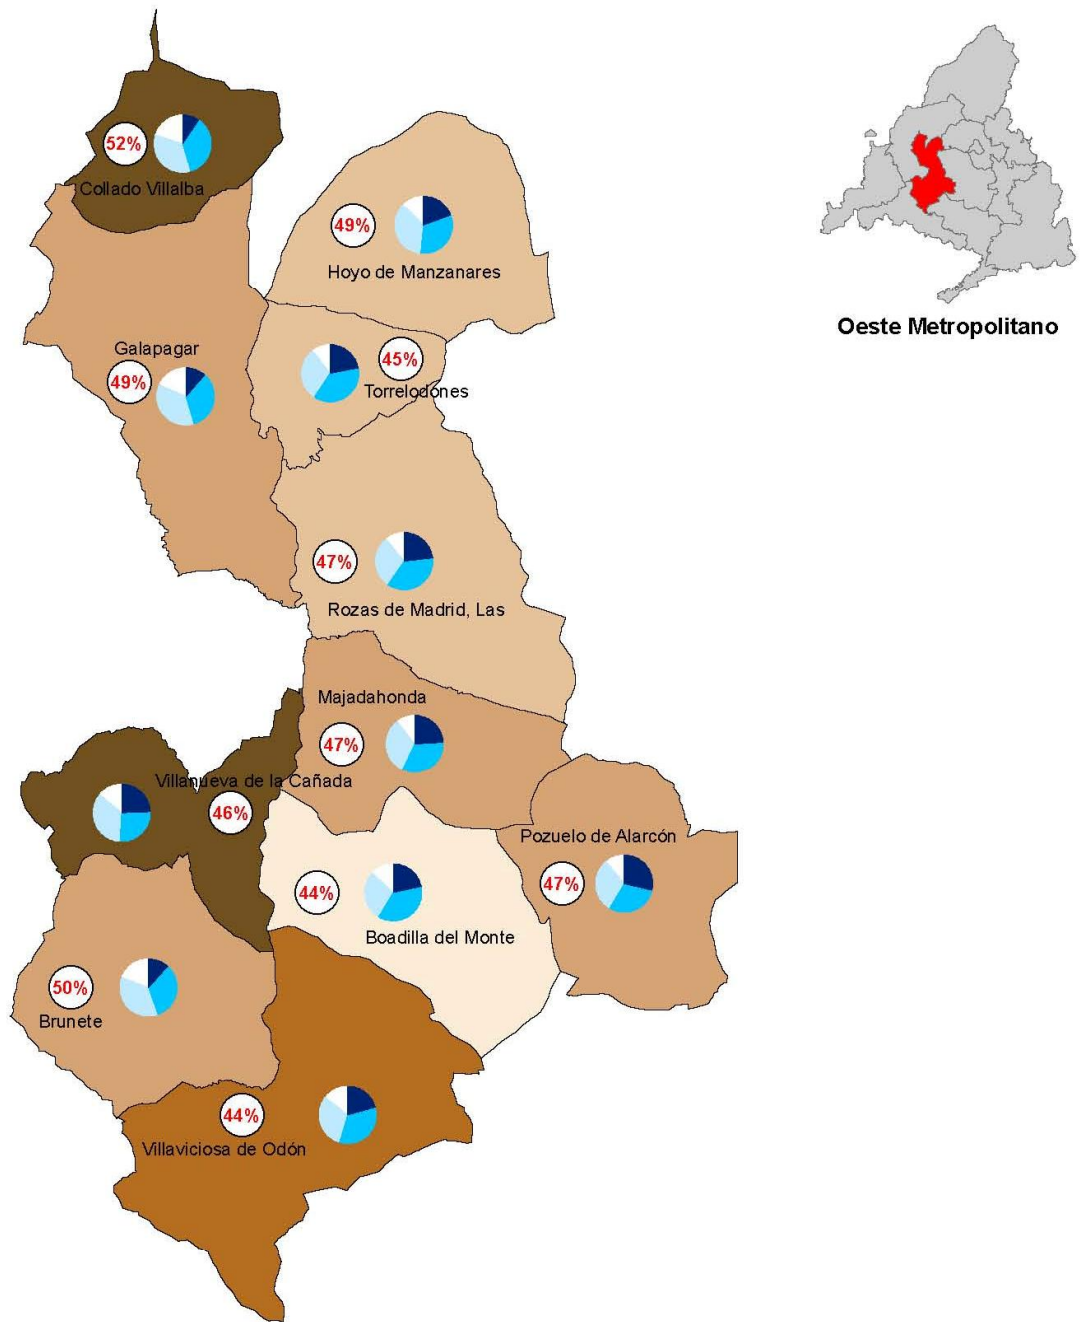 52%
Collado Villalba
49%
Hoyo de Manzanares
Oeste Metropolitano
Galapagar
49%
45%
Torrelodones
47%
Rozas de Madrid, Las
Majadahonda
47%
Villanueva de la Cañada
46%
Pozuelo de Alarcón
47%
44%
Boadilla del Monte
50%
Brunete
44%
Villaviciosa de Odón